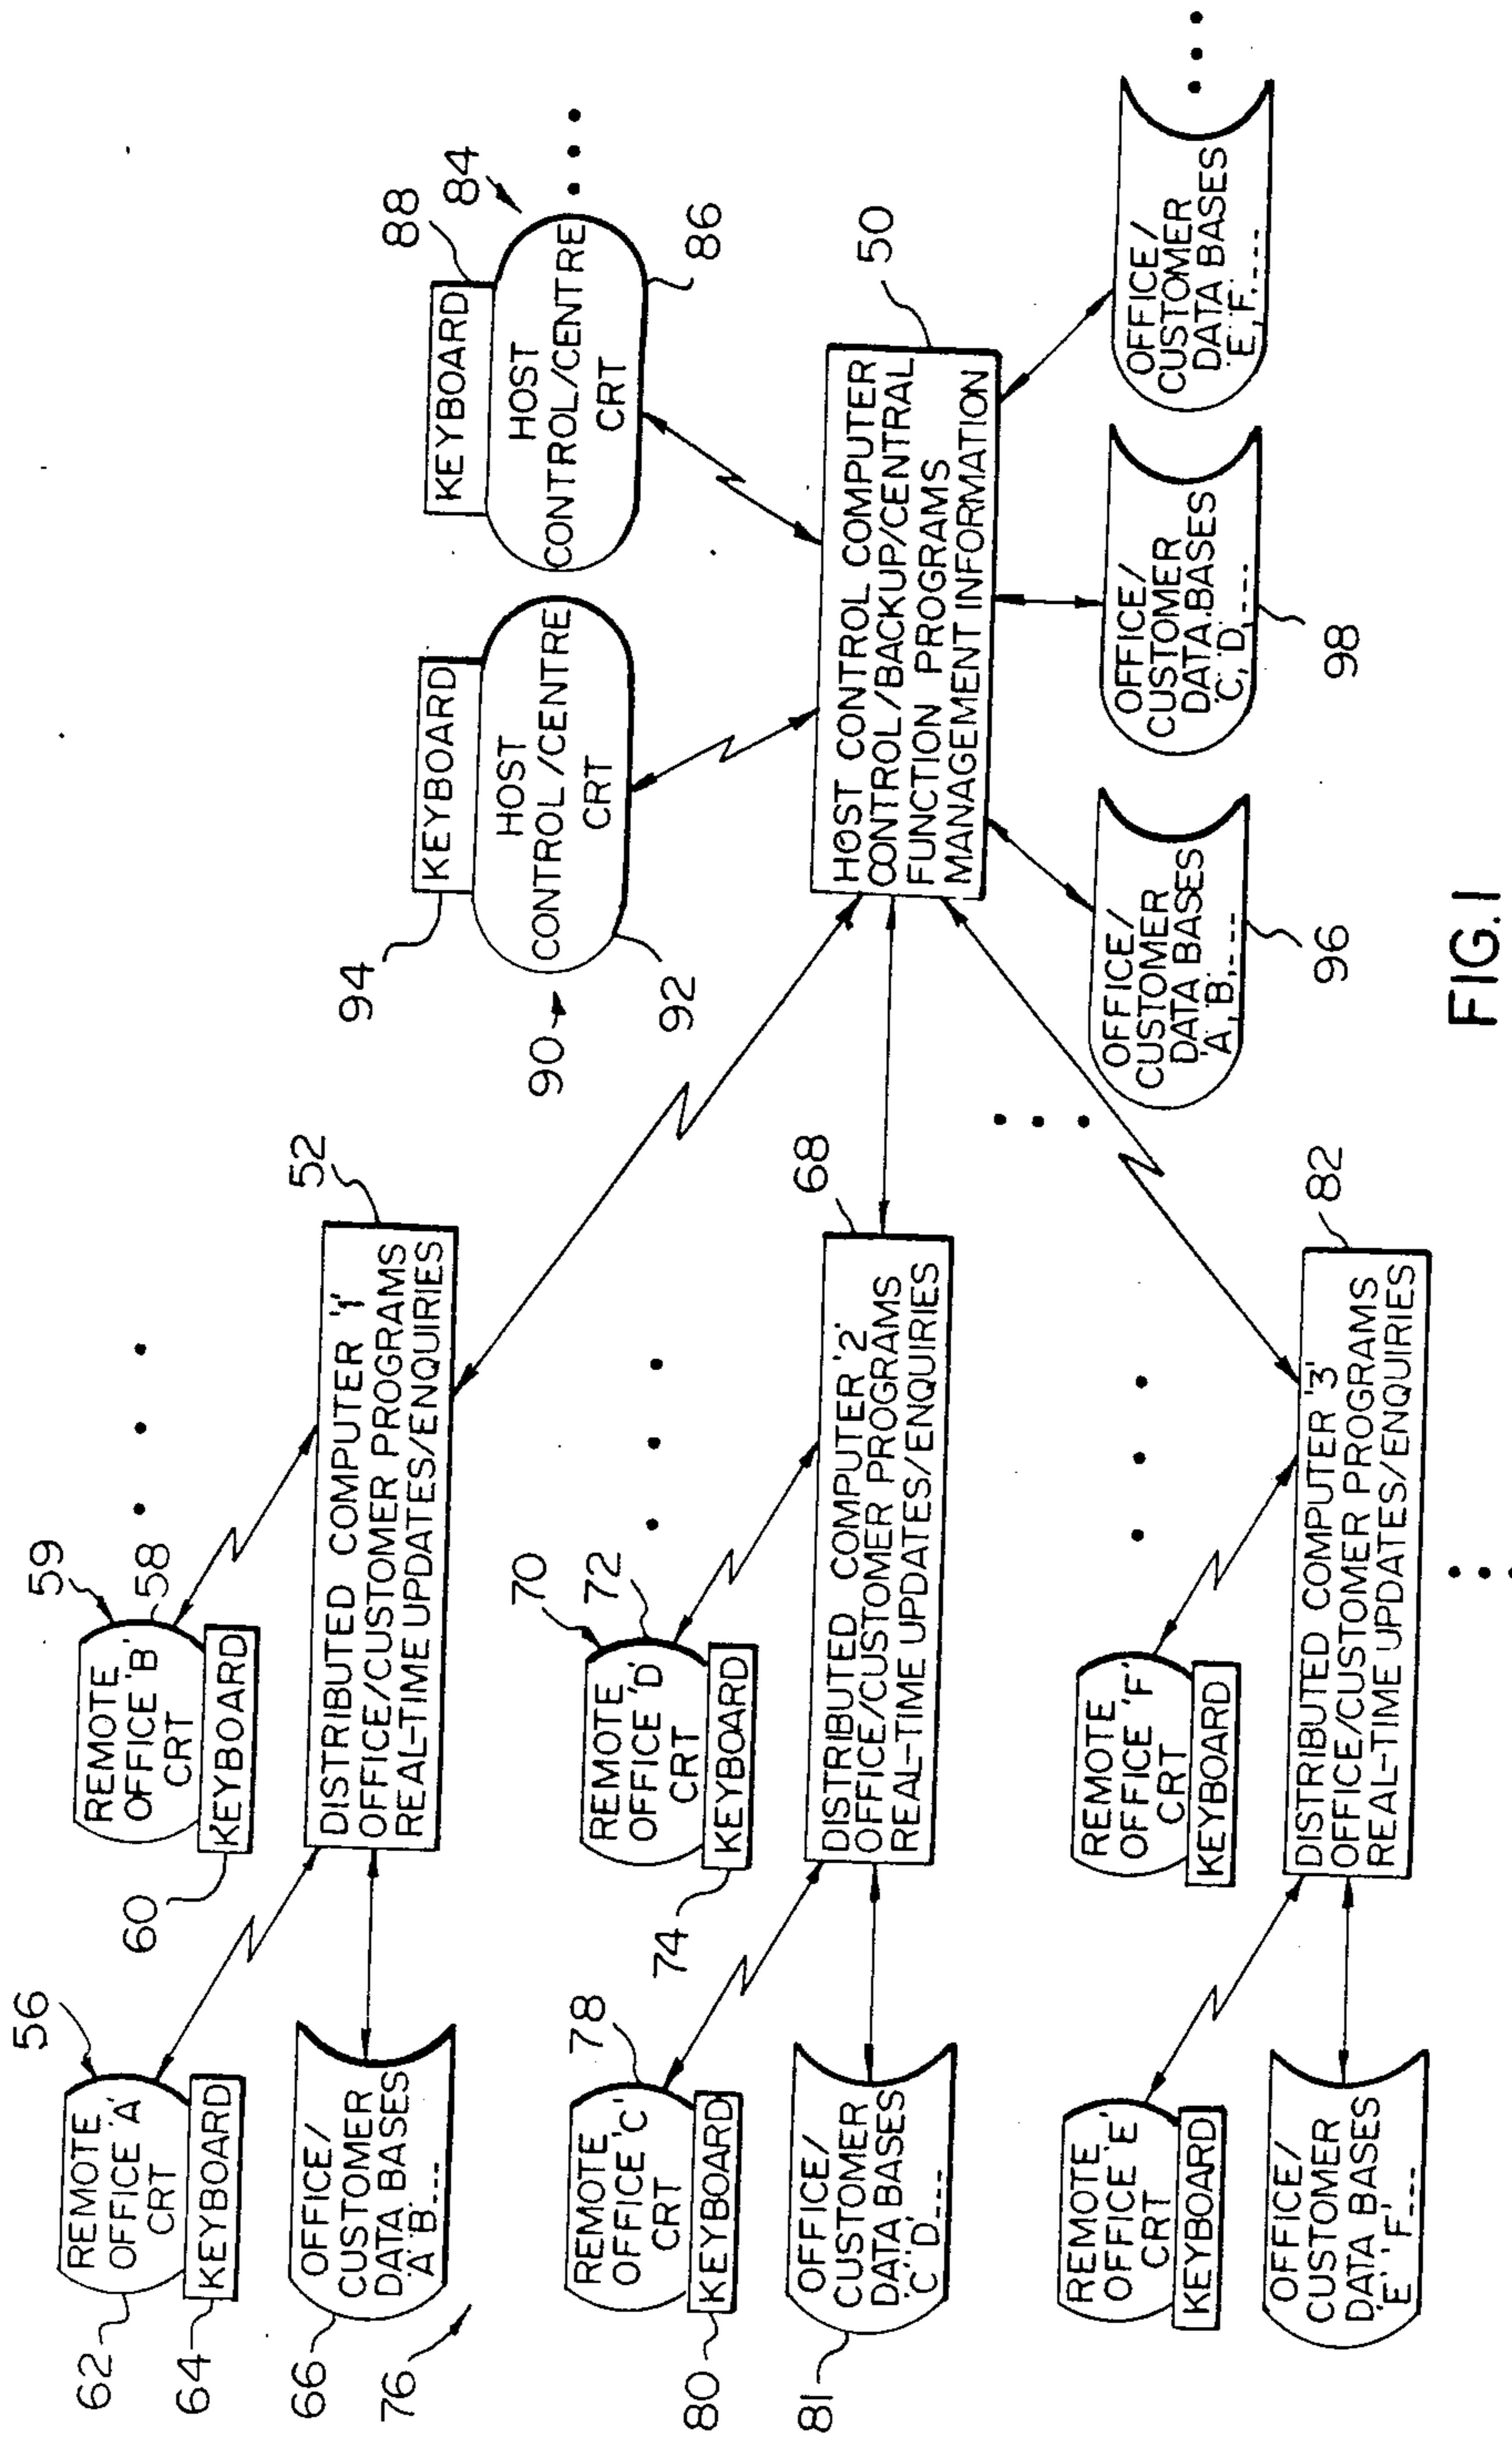 56
62
REMOTE
OFFICE 'A'
CRT
64
KEYBOARD
59
58
REMOTE
OFFICE 'B'
CRT
60
KEYBOARD
52
DISTRIBUTED COMPUTER '1'
OFFICE/CUSTOMER PROGRAMS
REAL-TIME UPDATES/ENQUIRIES
66
OFFICE/
CUSTOMER
DATA BASES
'A' 'B'----
76
78
REMOTE
OFFICE 'C'
CRT
80
KEYBOARD
70
72
REMOTE
OFFICE 'D'
CRT
74
KEYBOARD
68
DISTRIBUTED COMPUTER '2'
OFFICE/CUSTOMER PROGRAMS
REAL-TIME UPDATES/ENQUIRIES
81
OFFICE/
CUSTOMER
DATA BASES
'C' 'D'---
REMOTE
OFFICE 'E'
CRT
KEYBOARD
REMOTE
OFFICE 'F'
CRT
KEYBOARD
82
DISTRIBUTED COMPUTER '3'
OFFICE/CUSTOMER PROGRAMS
REAL-TIME UPDATES/ENQUIRIES
OFFICE/
CUSTOMER
DATA BASES
'E' 'F'---
94
KEYBOARD
90
HOST
CONTROL/CENTRE
CRT
92
88
KEYBOARD
84
HOST
CONTROL/CENTRE
CRT
86
50
HOST CONTROL COMPUTER
CONTROL/BACKUP/CENTRAL
FUNCTION PROGRAMS
MANAGEMENT INFORMATION
OFFICE/
CUSTOMER
DATA BASES
'A', 'B',----
96
OFFICE/
CUSTOMER
DATA BASES
'C', 'D',----
98
OFFICE/
CUSTOMER
DATA BASES
'E', 'F'.----
FIG. 1